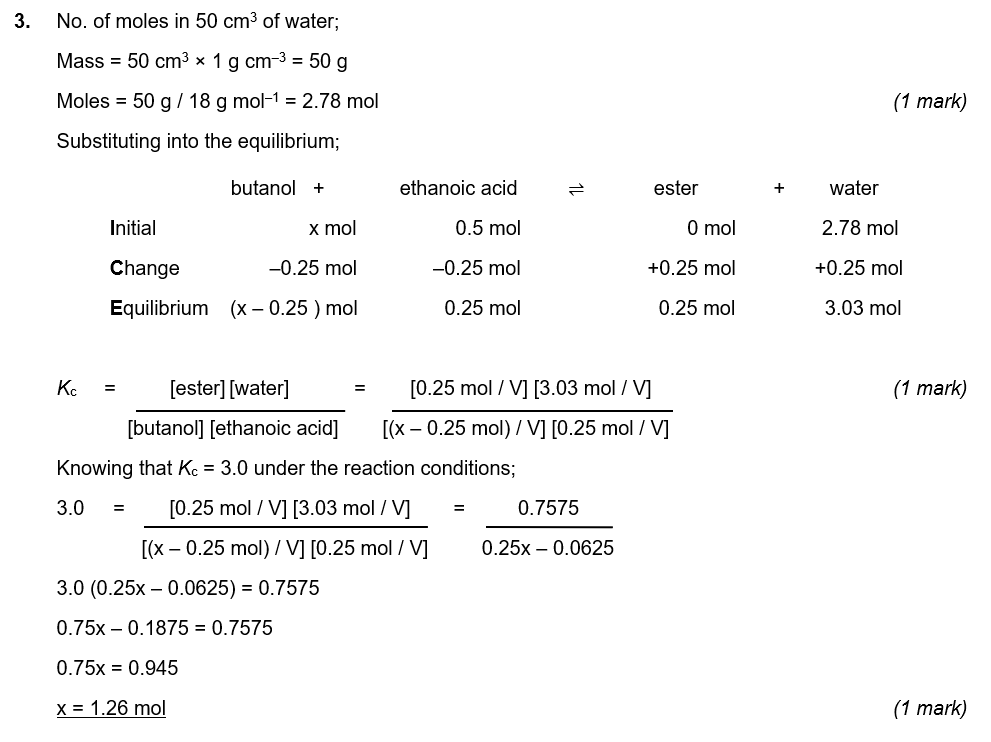 3. No. of moles in 50 cm³ of water;
Mass = 50 cm³ × 1 g cm⁻³ = 50 g
Moles = 50 g / 18 g mol⁻¹ = 2.78 mol (1 mark)
Substituting into the equilibrium;
butanol + ethanoic acid ⇌ ester + water
Initial x mol 0.5 mol 0 mol 2.78 mol
Change –0.25 mol –0.25 mol +0.25 mol +0.25 mol
Equilibrium (x – 0.25 ) mol 0.25 mol 0.25 mol 3.03 mol
Kc = [ester] [water] = [0.25 mol / V] [3.03 mol / V] (1 mark)
[butanol] [ethanoic acid] [(x – 0.25 mol) / V] [0.25 mol / V]
Knowing that Kc = 3.0 under the reaction conditions;
3.0 = [0.25 mol / V] [3.03 mol / V] = 0.7575
[(x – 0.25 mol) / V] [0.25 mol / V] 0.25x – 0.0625
3.0 (0.25x – 0.0625) = 0.7575
0.75x – 0.1875 = 0.7575
0.75x = 0.945
x = 1.26 mol (1 mark)